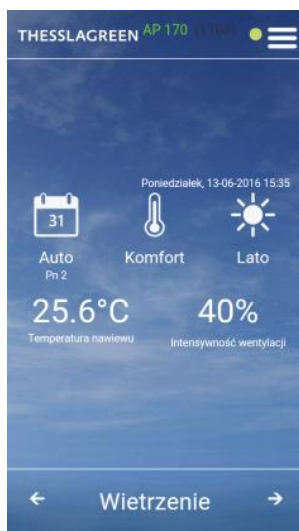 THESSLAGREEN AP 170
Poniedziałek, 13-06-2016 15:35
31
Auto Komfort Lato
Pn 2
25.6°C 40%
Temperatura nawiewu Intensywność wentylacji
Wietrzenie